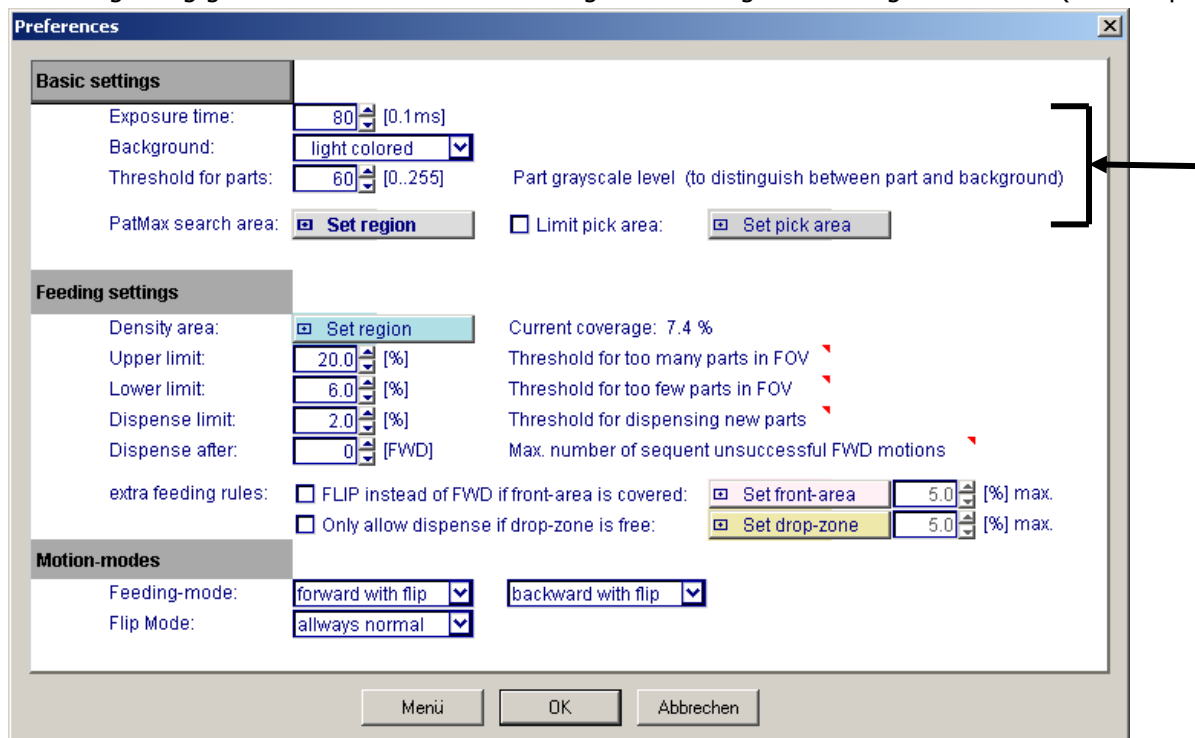 Preferences
Basic settings
Exposure time: 80 [0.1ms]
Background: light colored
Threshold for parts: 60 [0..255] Part grayscale level (to distinguish between part and background)
PatMax search area: Set region Limit pick area: Set pick area
Feeding settings
Density area: Set region Current coverage: 7.4 %
Upper limit: 20.0 [%] Threshold for too many parts in FOV
Lower limit: 6.0 [%] Threshold for too few parts in FOV
Dispense limit: 2.0 [%] Threshold for dispensing new parts
Dispense after: 0 [FWD] Max. number of sequent unsuccessful FWD motions
extra feeding rules: FLIP instead of FWD if front-area is covered: Set front-area 5.0 [%] max.
Only allow dispense if drop-zone is free: Set drop-zone 5.0 [%] max.
Motion-modes
Feeding-mode: forward with flip backward with flip
Flip Mode: allways normal
Menü OK Abbrechen